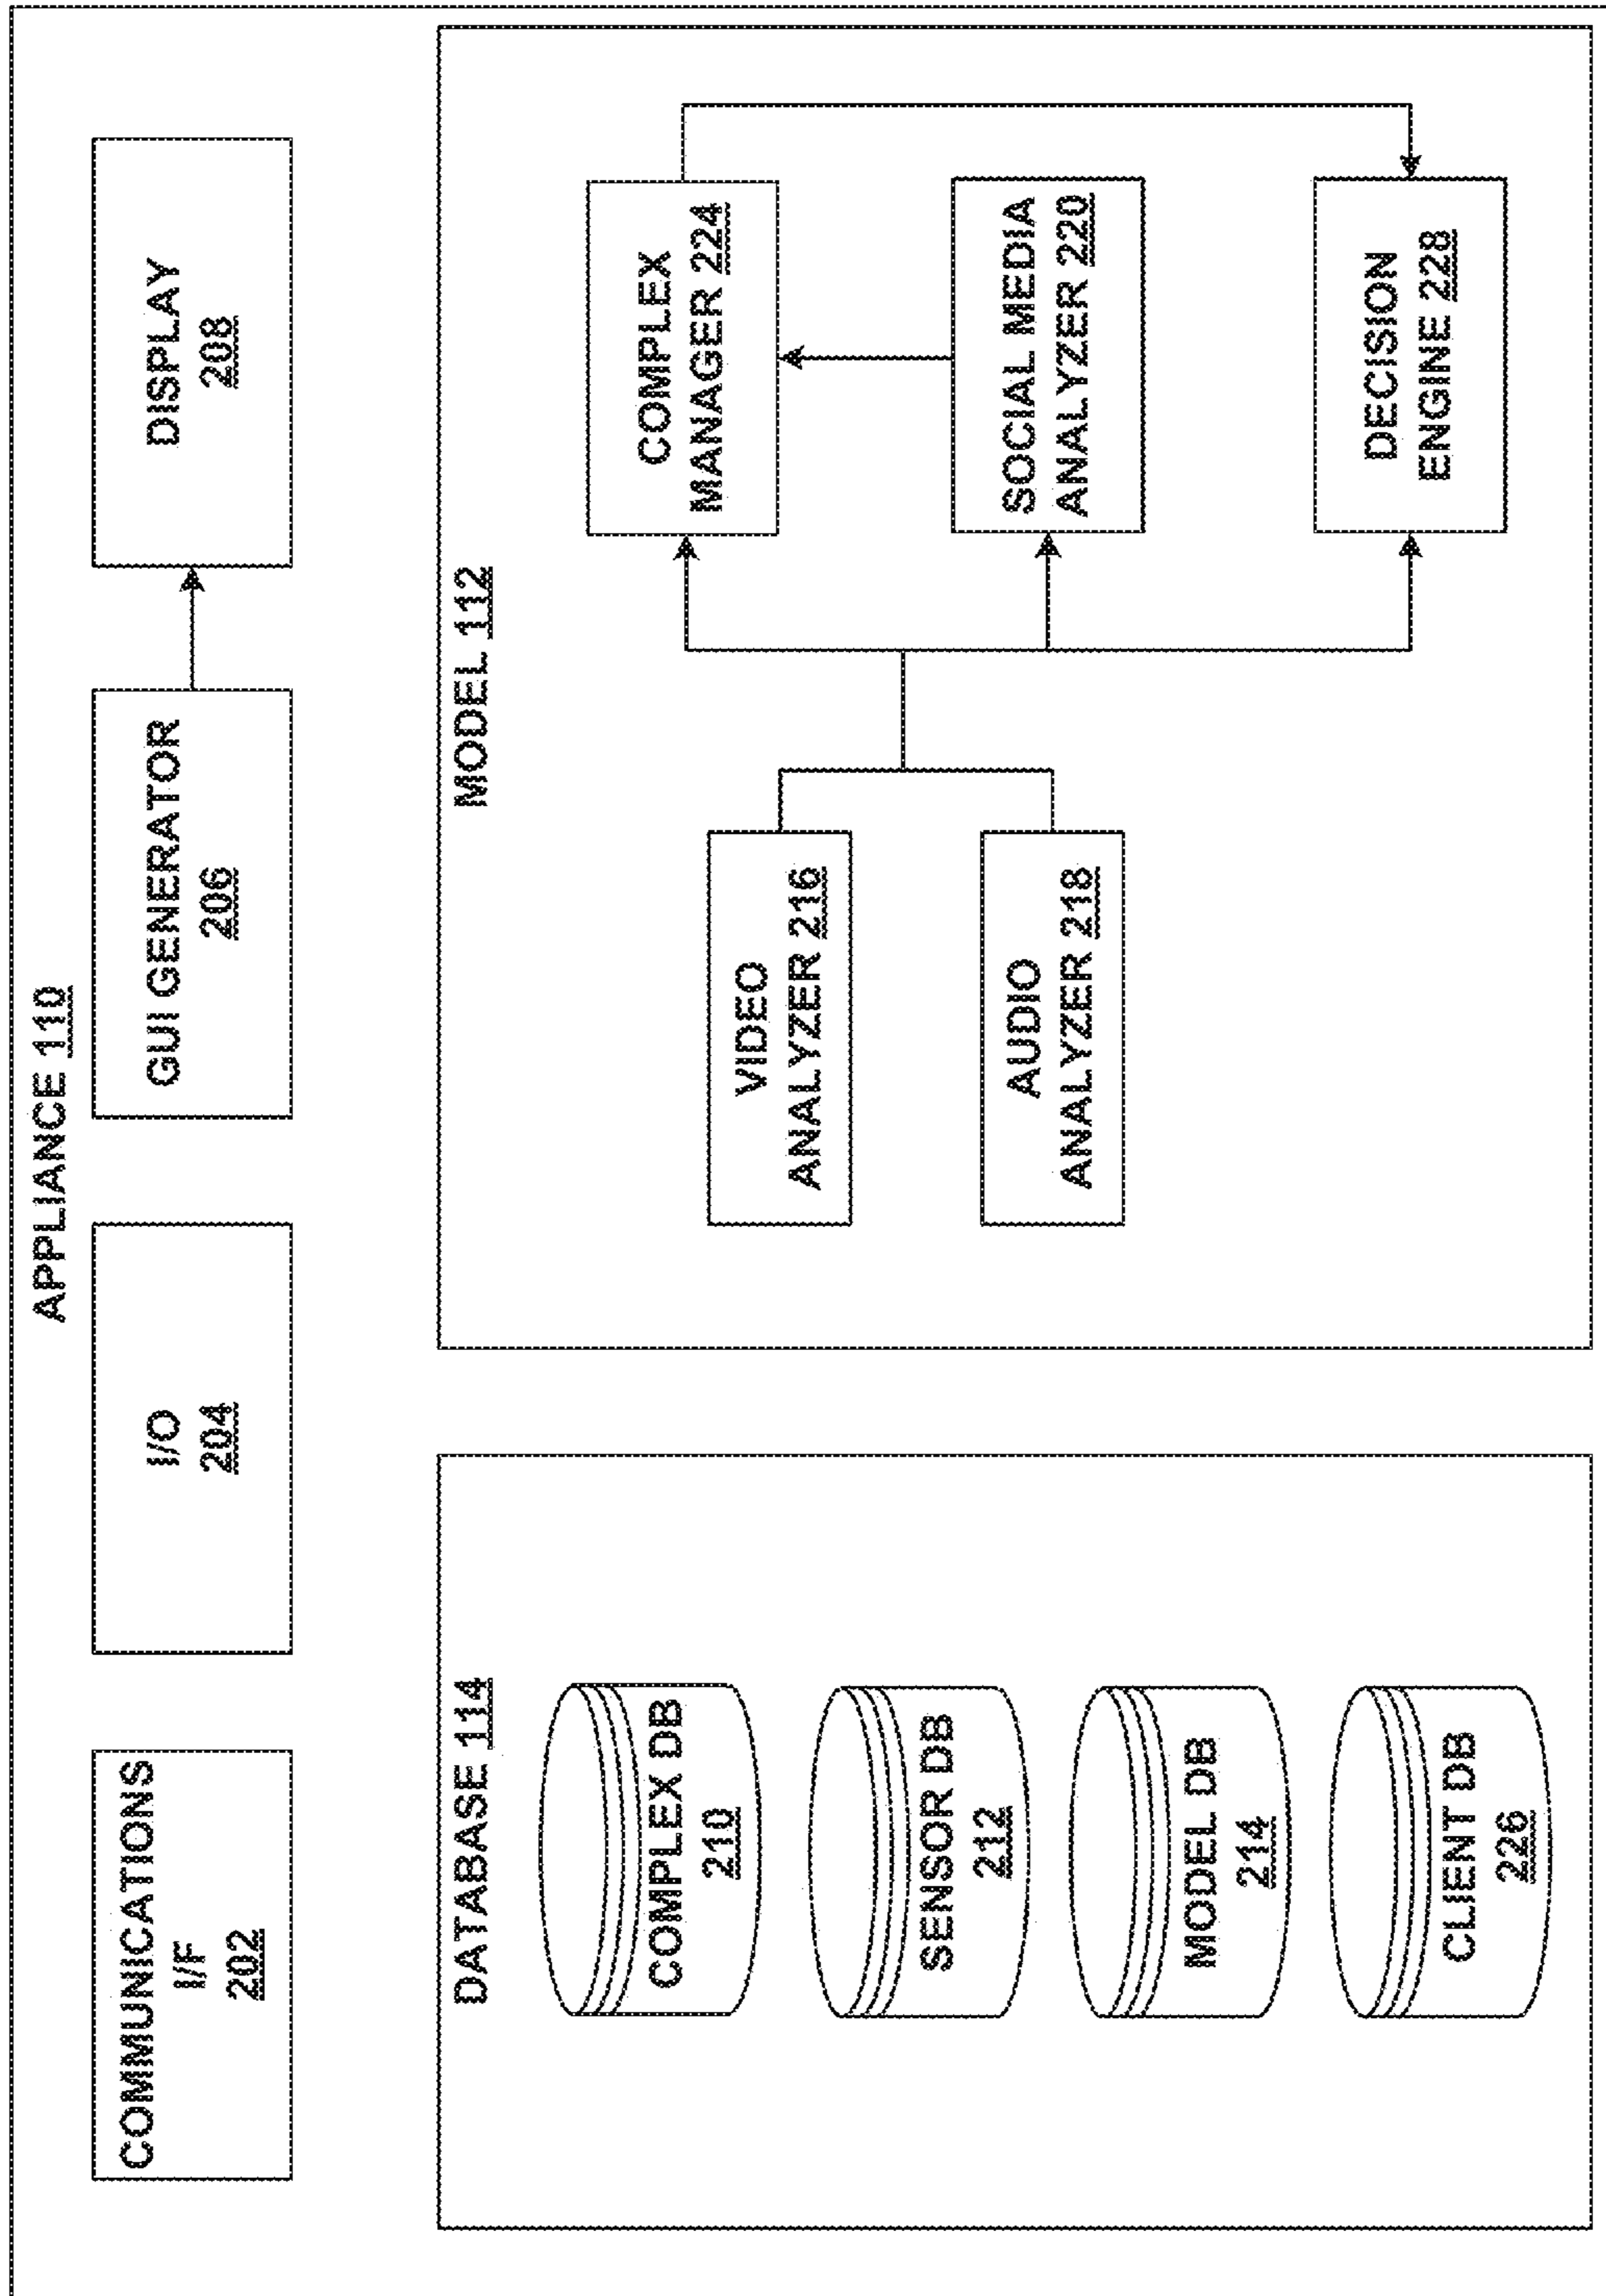 APPLIANCE 110
COMMUNICATIONS
I/F
202
I/O
204
GUI GENERATOR
206
DISPLAY
208
DATABASE 114
COMPLEX DB
210
SENSOR DB
212
MODEL DB
214
CLIENT DB
226
MODEL 112
VIDEO
ANALYZER 216
AUDIO
ANALYZER 218
COMPLEX
MANAGER 224
SOCIAL MEDIA
ANALYZER 220
DECISION
ENGINE 228